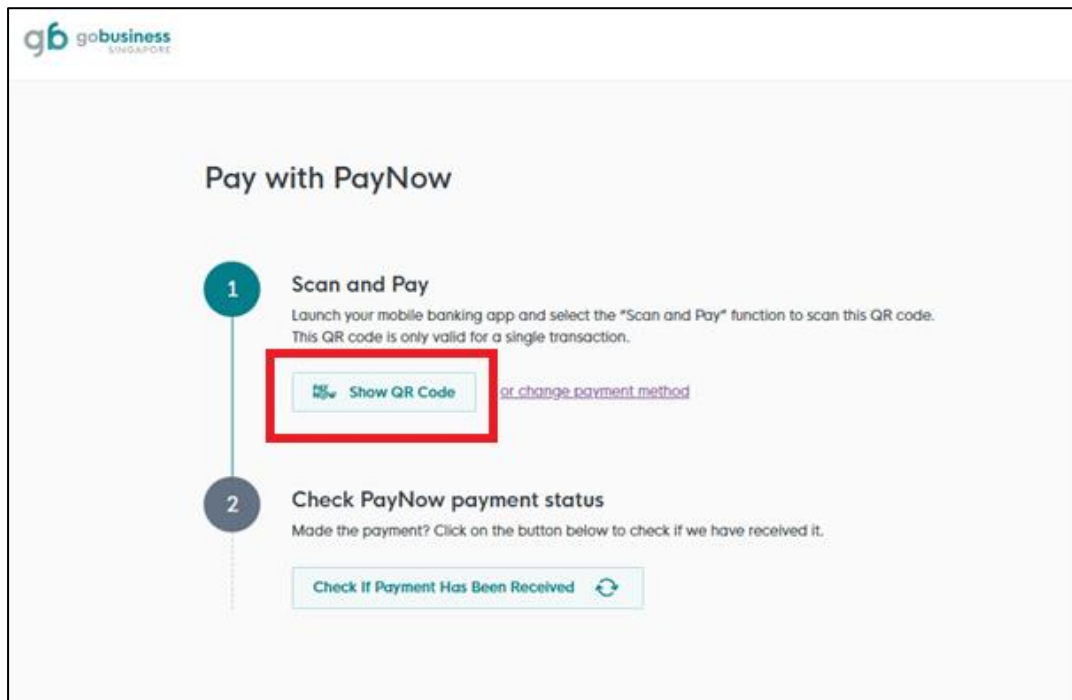 gb gobusiness
SINGAPORE
Pay with PayNow
1
Scan and Pay
Launch your mobile banking app and select the "Scan and Pay" function to scan this QR code.
This QR code is only valid for a single transaction.
PAY NOW Show QR Code or change payment method
2
Check PayNow payment status
Made the payment? Click on the button below to check if we have received it.
Check If Payment Has Been Received